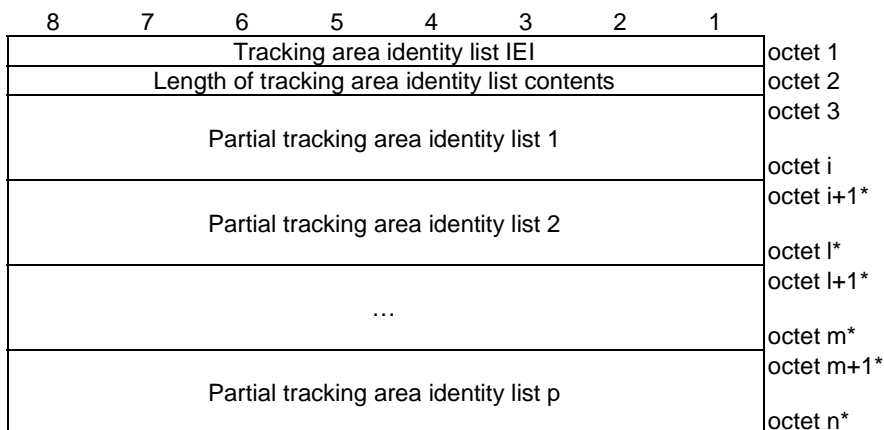 8 7 6 5 4 3 2 1
Tracking area identity list IEI octet 1
Length of tracking area identity list contents octet 2
octet 3
Partial tracking area identity list 1
octet i
octet i+1*
Partial tracking area identity list 2
octet l*
octet l+1*
…
octet m*
octet m+1*
Partial tracking area identity list p
octet n*